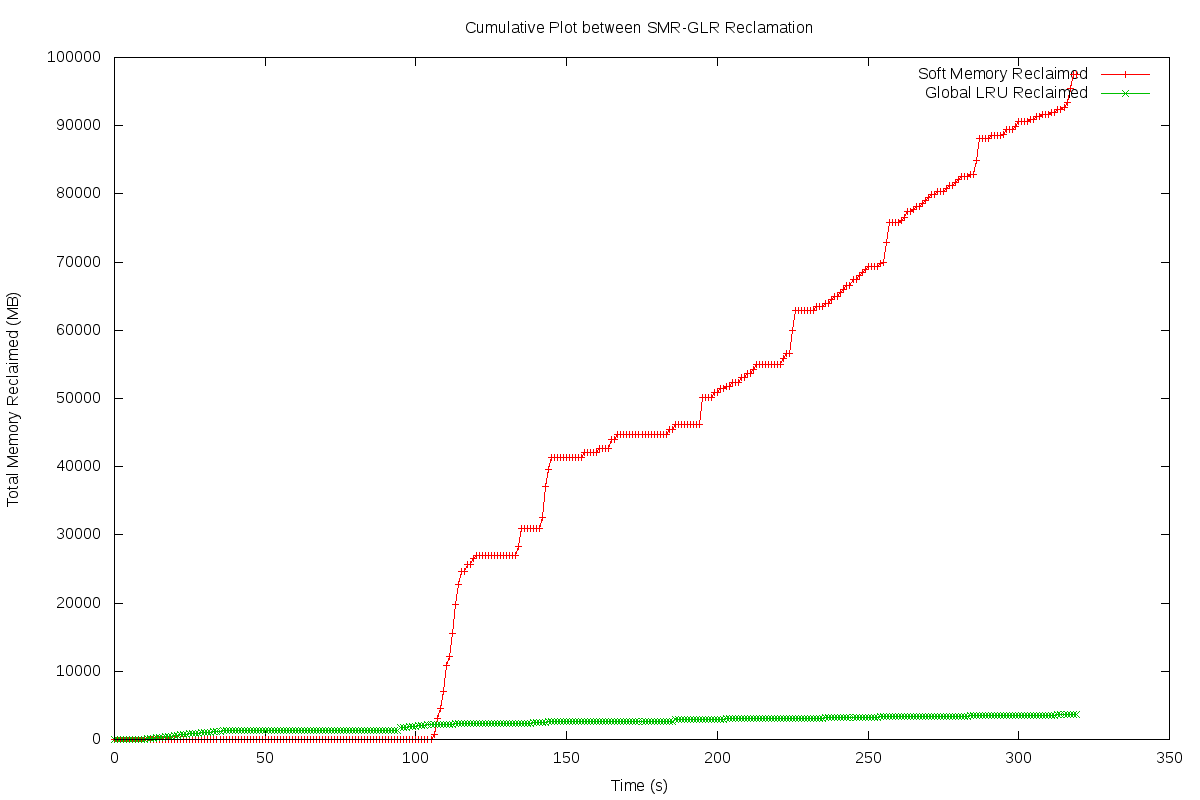 Cumulative Plot between SMR-GLR Reclamation
100000
90000
80000
70000
60000
50000
40000
30000
20000
10000
0
Total Memory Reclaimed (MB)
Soft Memory Reclaimed
Global LRU Reclaimed
0 50 100 150 200 250 300 350
Time (s)